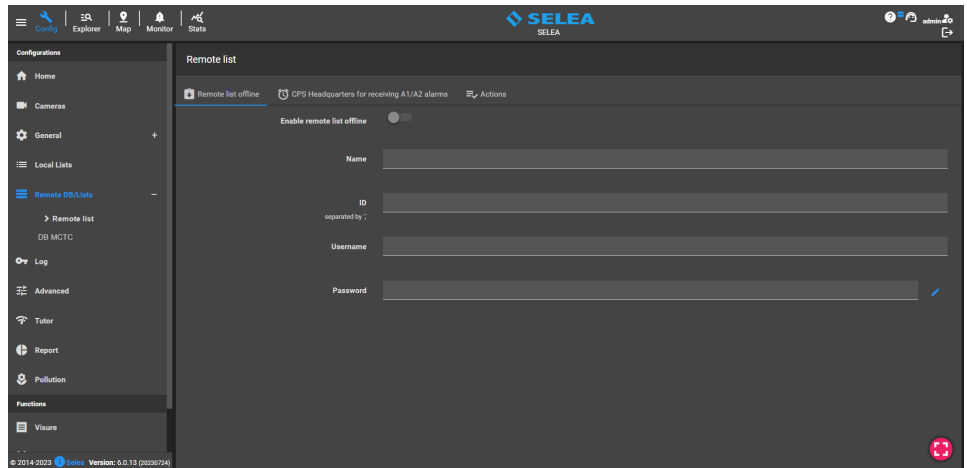 Config
Explorer
Map
Monitor
Stats
SELEA
SELEA
admin
Configurations
Home
Cameras
General
Local Lists
Remote DB/Lists
Remote list
DB MCTC
Log
Advanced
Tutor
Report
Pollution
Functions
Visure
© 2014-2023 Selea Version: 6.0.13 (20230724)
Remote list
Remote list offline
CPS Headquarters for receiving A1/A2 alarms
Actions
Enable remote list offline
Name
ID
separated by ';'
Username
Password